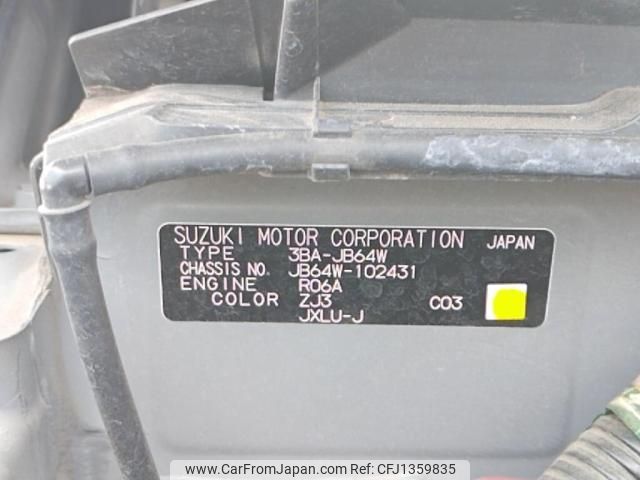 SUZUKI MOTOR CORPORATION JAPAN
TYPE 3BA-JB64W
CHASSIS NO. JB64W-102431
ENGINE R06A
COLOR ZJ3 C03
JXLU-J
www.CarFromJapan.com - CFJ1359835